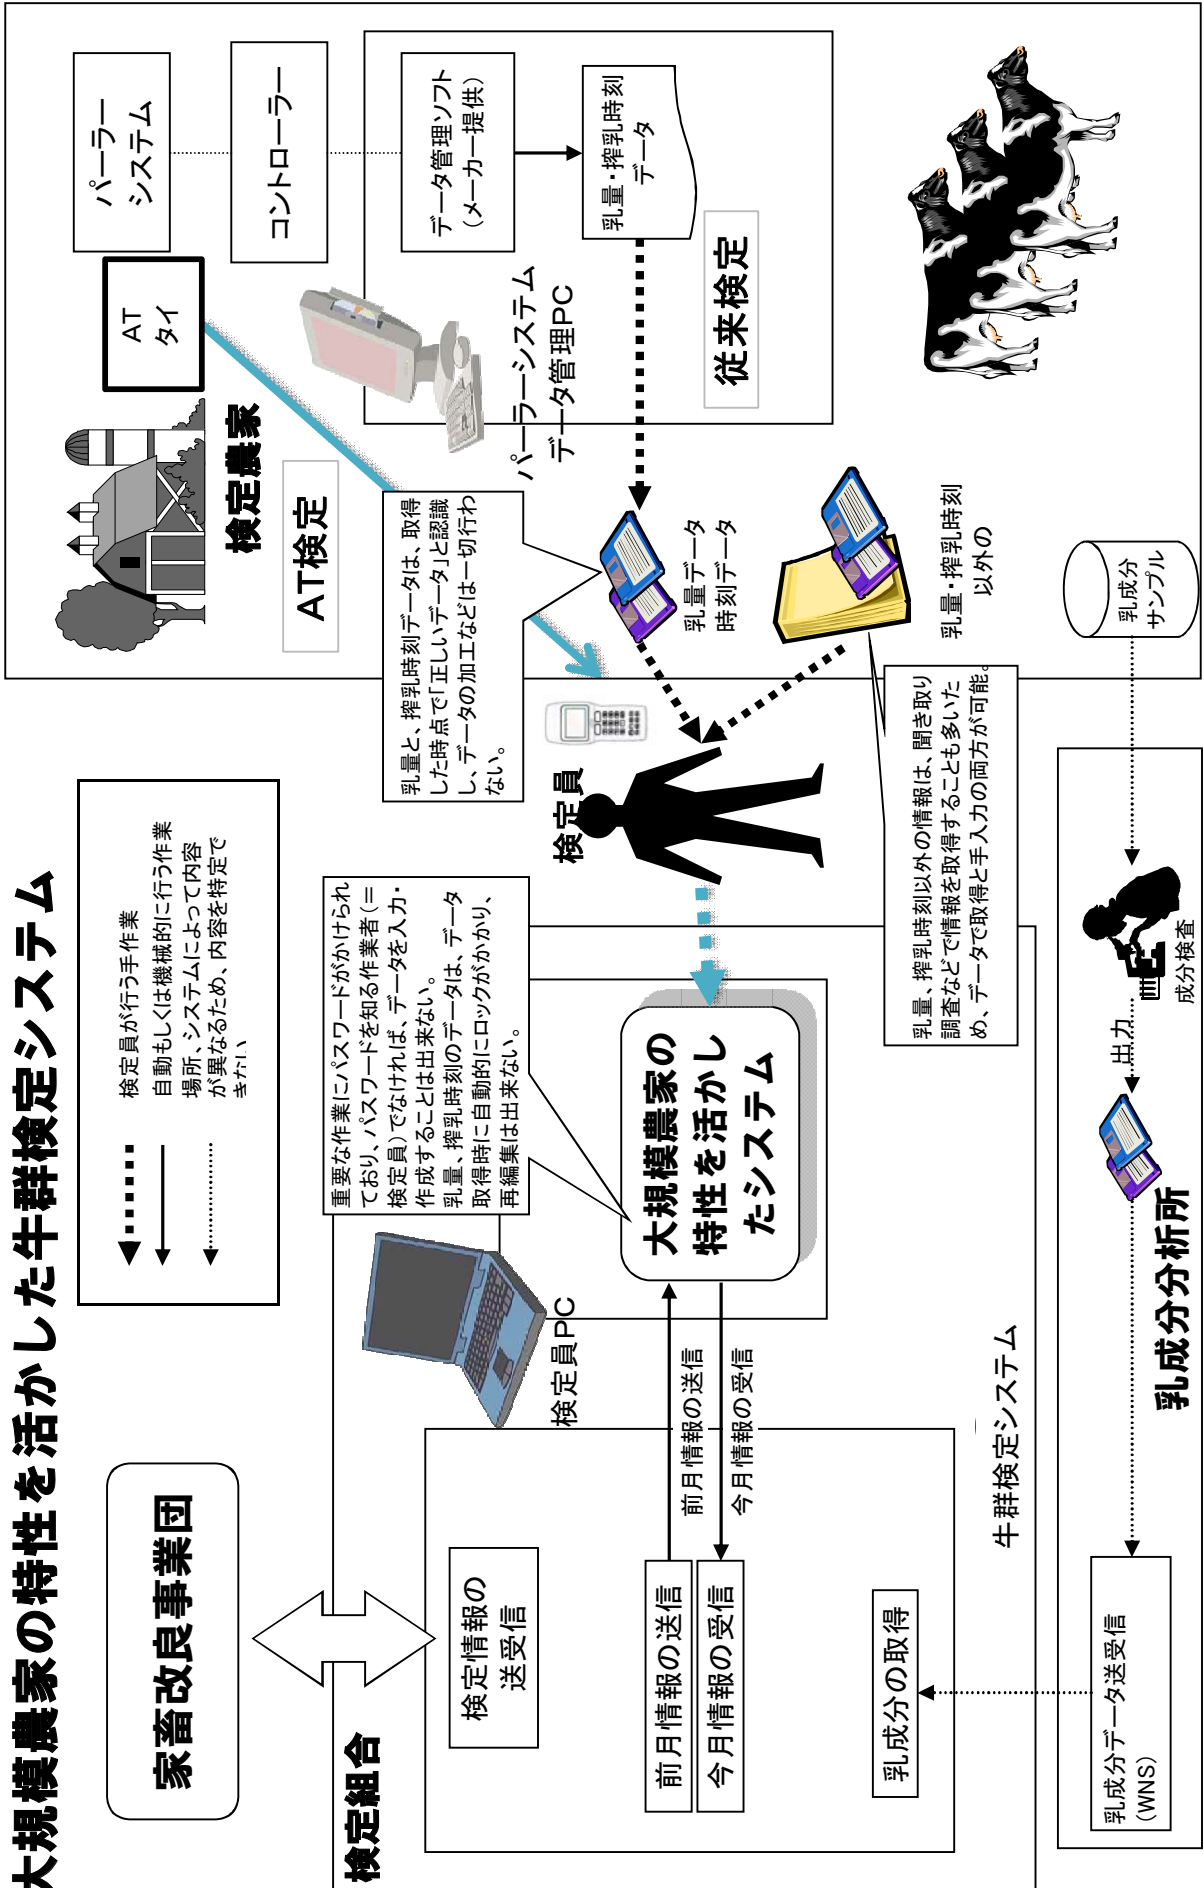 大規模農家の特性を活かした牛群検定システム
家畜改良事業団
検定員が行う手作業
自動もしくは機械的に行う作業
場所、システムによって内容
が異なるため、内容を特定で
きない
検定組合
検定情報の
送受信
前月情報の送信
今月情報の受信
乳成分の取得
前月情報の送信
今月情報の受信
牛群検定システム
検定員PC
重要な作業にパスワードがかけられ
ており、パスワードを知る作業者(=
検定員)でなければ、データを入力・
作成することは出来ない。
乳量、搾乳時刻のデータは、データ
取得時に自動的にロックがかかり、
再編集は出来ない。
大規模農家の
特性を活かし
たシステム
検定員
乳量と、搾乳時刻データは、取得
した時点で「正しいデータ」と認識
し、データの加工などは一切行わ
ない。
乳量、搾乳時刻以外の情報は、聞き取り
調査などで情報を取得することも多いた
め、データで取得と手入力の両方が可能。
検定農家
AT検定
AT
タイ
パーラー
システム
コントローラー
データ管理ソフト
(メーカー提供)
乳量・搾乳時刻
データ
パーラーシステム
データ管理PC
従来検定
乳量データ
時刻データ
乳量・搾乳時刻
以外の
乳成分
サンプル
成分検査
出力
乳成分分析所
乳成分データ送受信
(WNS)